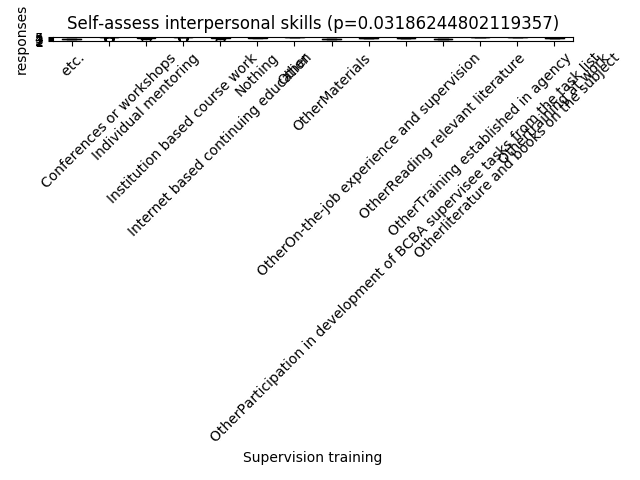 Self-assess interpersonal skills (p=0.03186244802119357)
responses
etc.
Conferences or workshops
Individual mentoring
Institution based course work
Nothing
Internet based continuing education
Other
OtherMaterials
OtherOn-the-job experience and supervision
OtherReading relevant literature
OtherTraining established in agency
OtherParticipation in development of BCBA supervisee tasks from the task list
Othertraining at work
Otherliterature and books on the subject
Supervision training